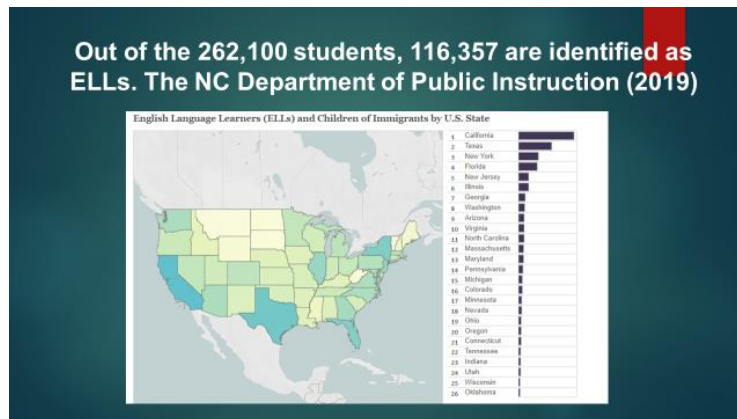 Out of the 262,100 students, 116,357 are identified as
ELLs. The NC Department of Public Instruction (2019)
English Language Learners (ELLs) and Children of Immigrants by U.S. State
1 California
2 Texas
3 New York
4 Florida
5 New Jersey
6 Illinois
7 Georgia
8 Washington
9 Arizona
10 Virginia
11 North Carolina
12 Massachusetts
13 Maryland
14 Pennsylvania
15 Michigan
16 Colorado
17 Minnesota
18 Nevada
19 Ohio
20 Oregon
21 Connecticut
22 Tennessee
23 Indiana
24 Utah
25 Wisconsin
26 Oklahoma